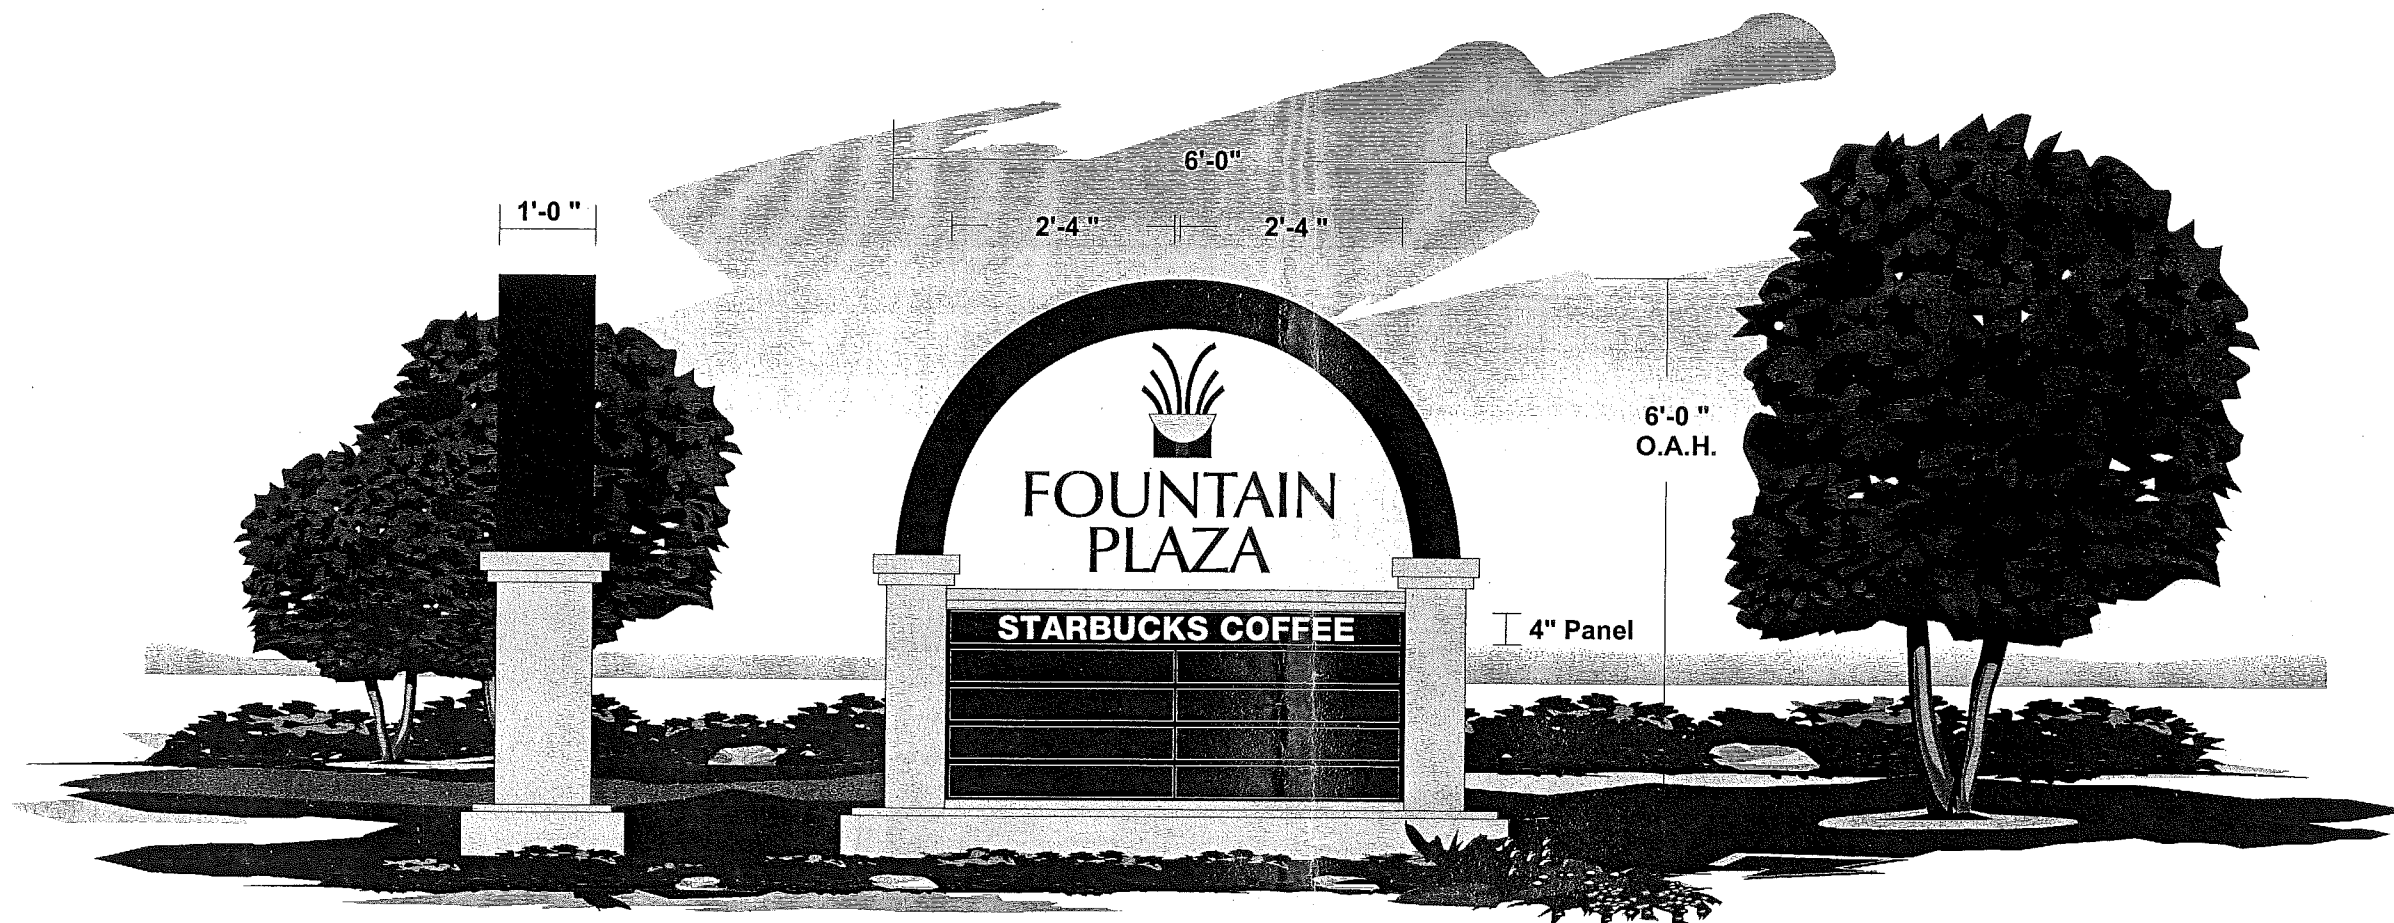 6'-0"
1'-0 "
2'-4 "
2'-4 "
6'-0 "
O.A.H.
FOUNTAIN
PLAZA
STARBUCKS COFFEE
4" Panel